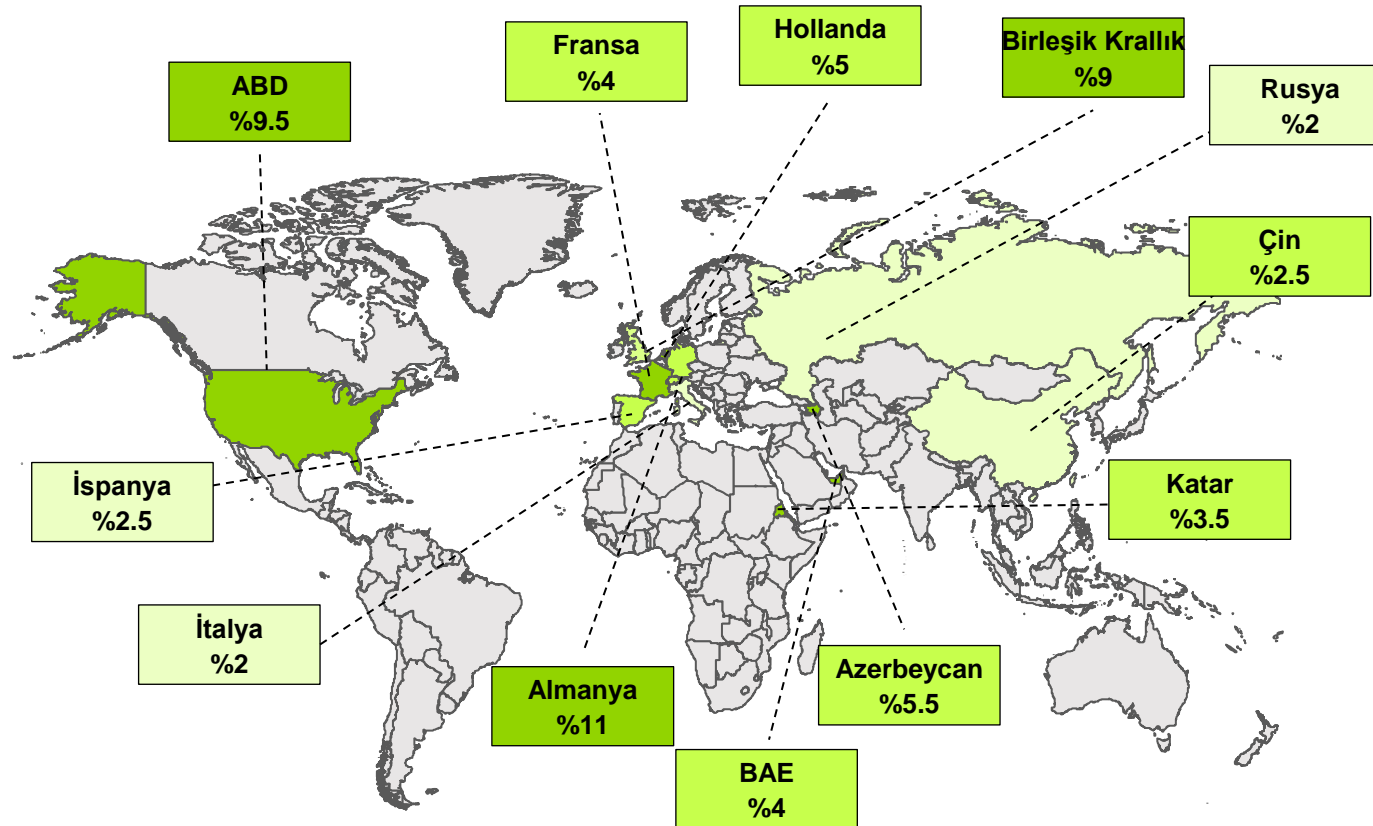 Fransa
%4
Hollanda
%5
Birleşik Krallık
%9
ABD
%9.5
Rusya
%2
Çin
%2.5
İspanya
%2.5
Katar
%3.5
İtalya
%2
Almanya
%11
Azerbeycan
%5.5
BAE
%4